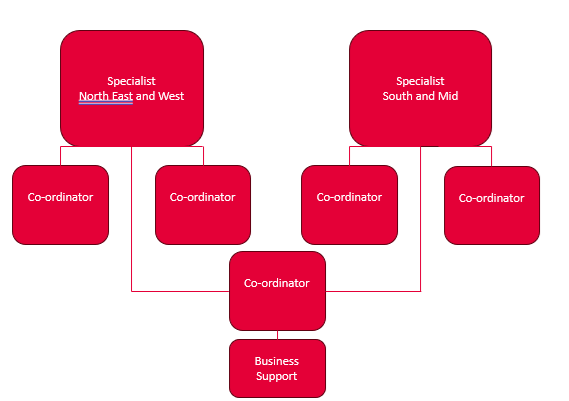 Specialist
North East and West
Specialist
South and Mid
Co-ordinator
Co-ordinator
Co-ordinator
Co-ordinator
Co-ordinator
Business
Support